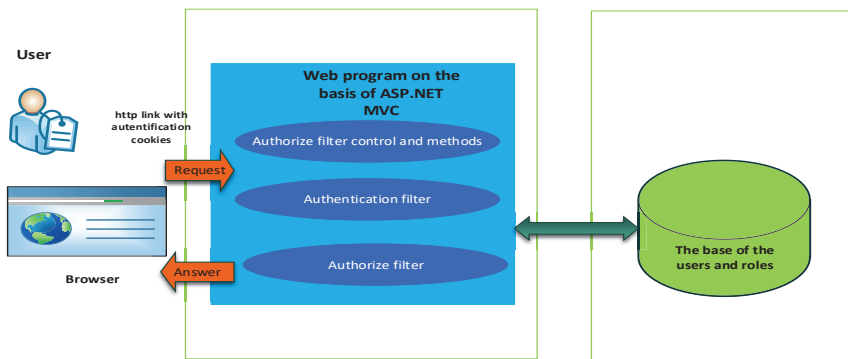 User
http link with
autentification
cookies
Request
Browser
Answer
Web program on the
basis of ASP.NET
MVC
Authorize filter control and methods
Authentication filter
Authorize filter
The base of the
users and roles